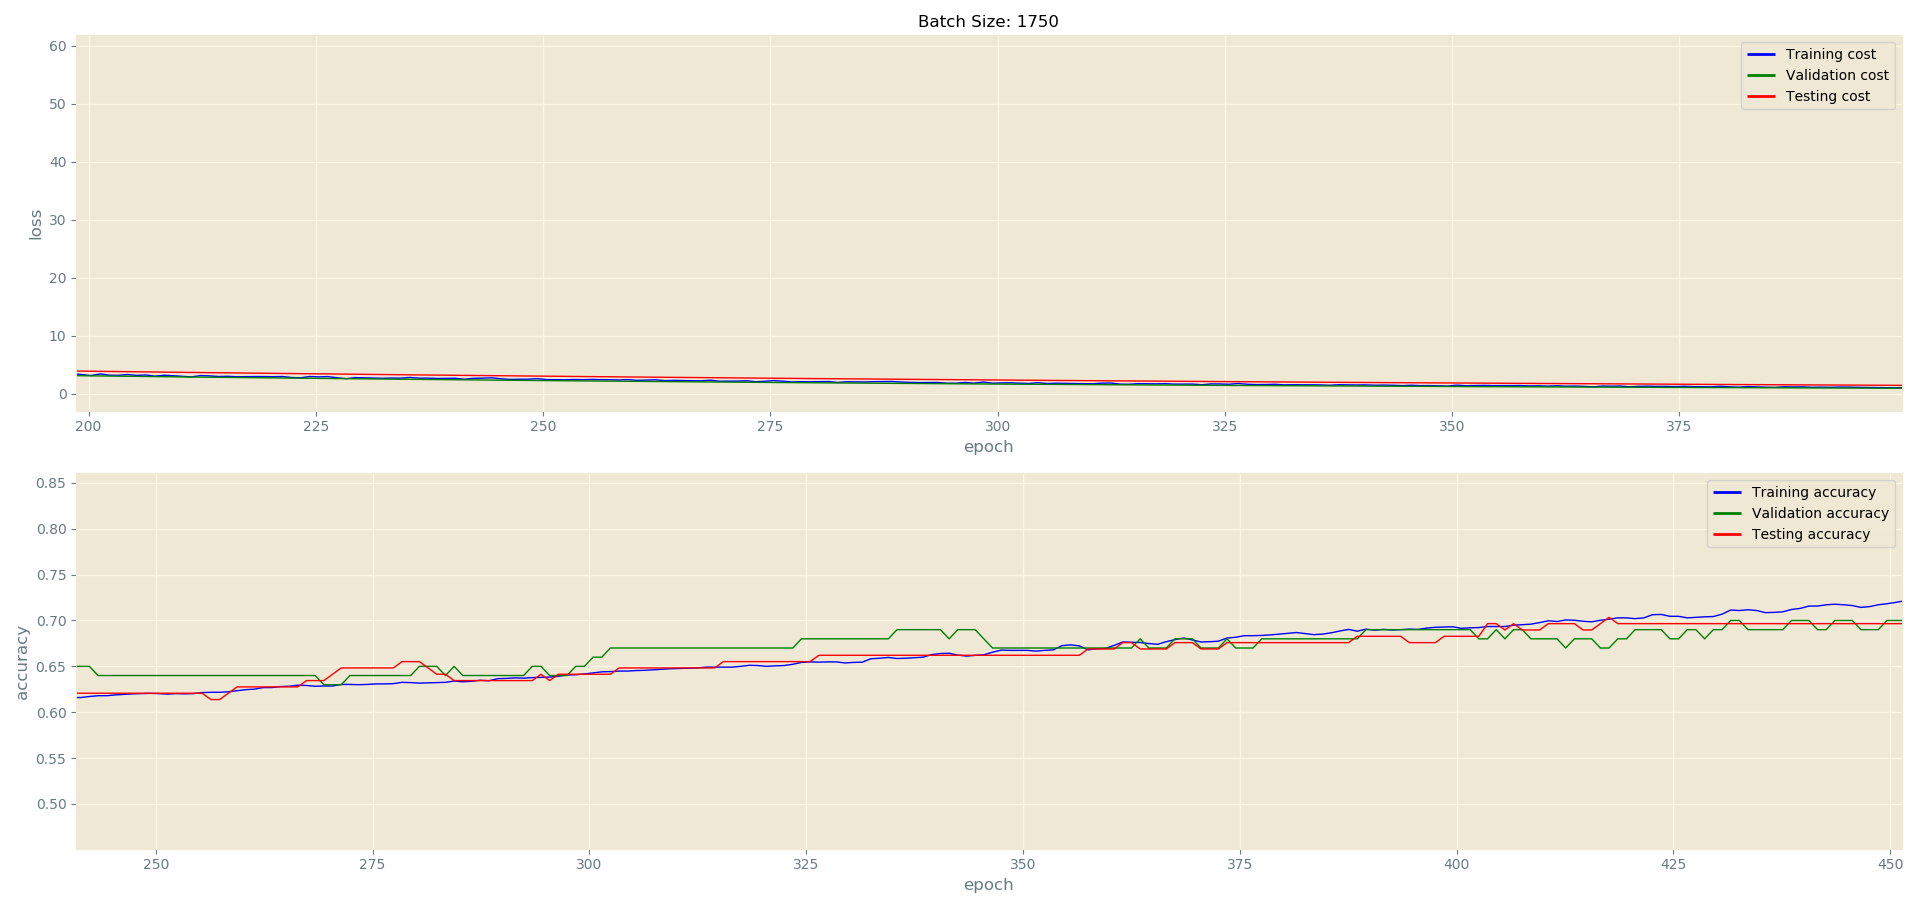 Batch Size: 1750
60
50
40
30
20
10
0
loss
Training cost
Validation cost
Testing cost
200 225 250 275 300 325 350 375
epoch
0.85
0.80
0.75
0.70
0.65
0.60
0.55
0.50
accuracy
Training accuracy
Validation accuracy
Testing accuracy
250 275 300 325 350 375 400 425 450
epoch